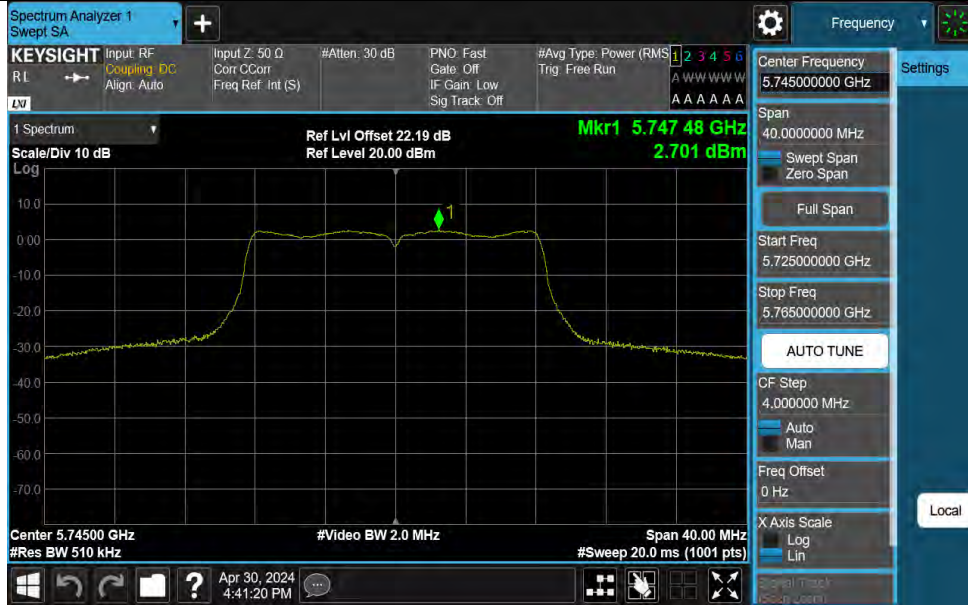 Spectrum Analyzer 1
Swept SA
Frequency
KEYSIGHT
RL
LXI
Input: RF
Coupling: DC
Align: Auto
Input Z: 50 Ω
Corr CCorr
Freq Ref: Int (S)
#Atten: 30 dB
PNO: Fast
Gate: Off
IF Gain: Low
Sig Track: Off
#Avg Type: Power (RMS
Trig: Free Run
1 2 3 4 5 6
A W W W W W
A A A A A A
1 Spectrum
Scale/Div 10 dB
Log
Ref Lvl Offset 22.19 dB
Ref Level 20.00 dBm
Mkr1 5.747 48 GHz
2.701 dBm
1
10.0
0.00
-10.0
-20.0
-30.0
-40.0
-50.0
-60.0
-70.0
Center 5.74500 GHz
#Res BW 510 kHz
#Video BW 2.0 MHz
Span 40.00 MHz
#Sweep 20.0 ms (1001 pts)
Center Frequency
5.745000000 GHz
Span
40.0000000 MHz
Swept Span
Zero Span
Full Span
Start Freq
5.725000000 GHz
Stop Freq
5.765000000 GHz
AUTO TUNE
CF Step
4.000000 MHz
Auto
Man
Freq Offset
0 Hz
X Axis Scale
Log
Lin
Signal Track
(Span Zoom)
Settings
Local
?
Apr 30, 2024
4:41:20 PM